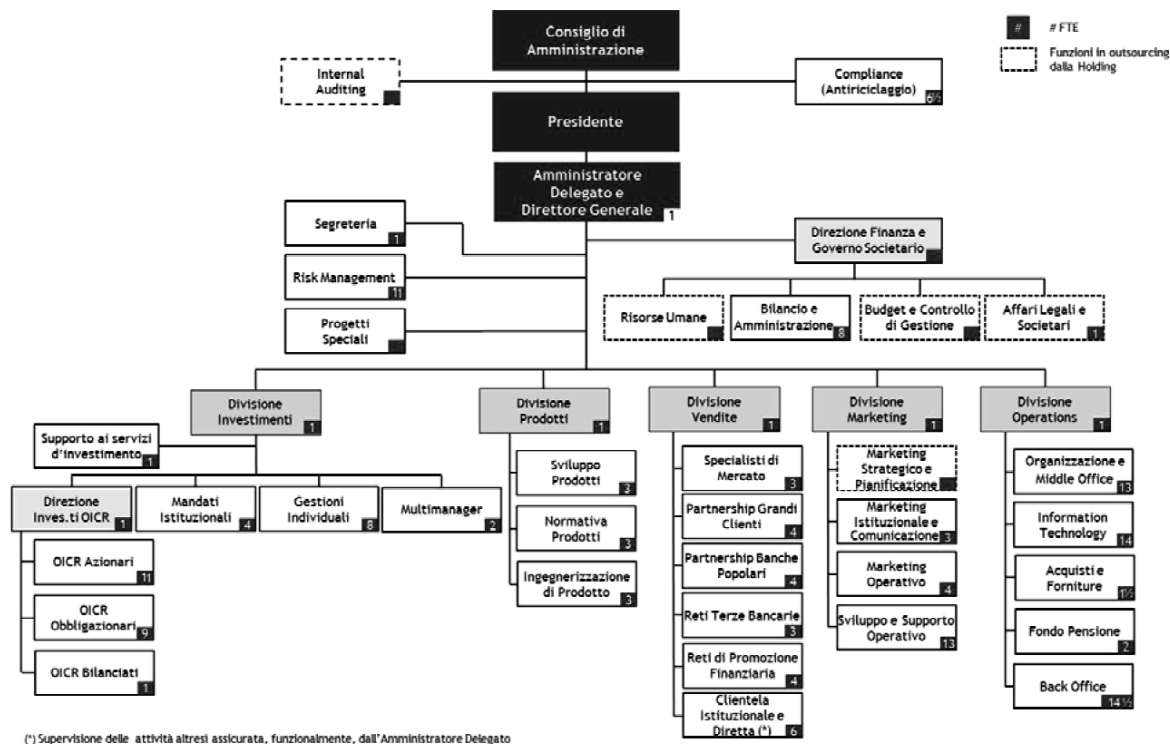 Consiglio di
Amministrazione
#
# FTE
Funzioni in outsourcing
dalla Holding
Internal
Auditing
Compliance
(Antiriciclaggio)
6½
Presidente
Amministratore
Delegato e
Direttore Generale
1
Segreteria
1
Direzione Finanza e
Governo Societario
Risk Management
11
Risorse Umane
Bilancio e
Amministrazione
8
Budget e Controllo
di Gestione
Affari Legali e
Societari
1
Progetti
Speciali
Divisione
Investimenti
1
Divisione
Prodotti
1
Divisione
Vendite
1
Divisione
Marketing
1
Divisione
Operations
1
Supporto ai servizi
d'investimento
1
Direzione
Inves.ti OICR
1
Mandati
Istituzionali
4
Gestioni
Individuali
8
Multimanager
2
OICR Azionari
11
OICR
Obbligazionari
9
OICR Bilanciati
1
Sviluppo
Prodotti
3
Normativa
Prodotti
3
Ingegnerizzazione
di Prodotto
3
Specialisti di
Mercato
3
Partnership Grandi
Clienti
4
Partnership Banche
Popolari
4
Reti Terze Bancarie
3
Reti di Promozione
Finanziaria
4
Clientela
Istituzionale e
Diretta (*)
6
Marketing
Strategico e
Pianificazione
Marketing
Istituzionale e
Comunicazione
3
Marketing
Operativo
4
Sviluppo e Supporto
Operativo
13
Organizzazione e
Middle Office
13
Information
Technology
14
Acquisti e
Forniture
1½
Fondo Pensione
2
Back Office
14 ½
(*) Supervisione delle attività altresì assicurata, funzionalmente, dall'Amministratore Delegato